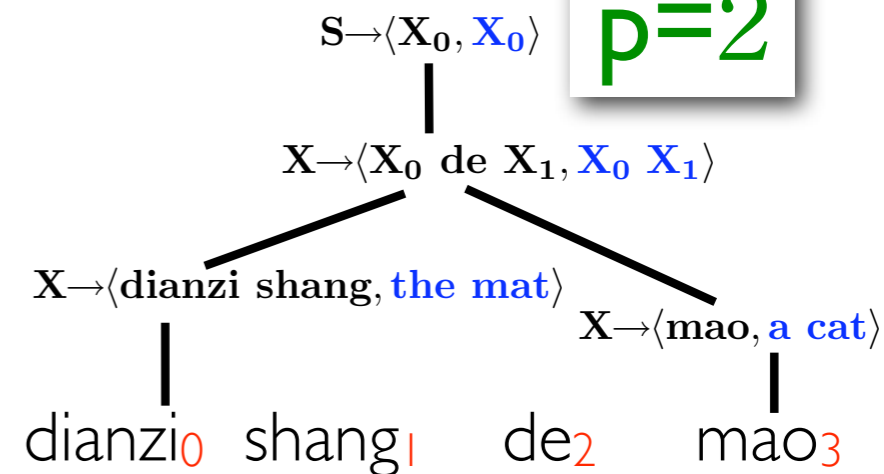 S→⟨X₀, X₀⟩
p=2
X→⟨X₀ de X₁, X₀ X₁⟩
X→⟨dianzi shang, the mat⟩
X→⟨mao, a cat⟩
dianzi₀ shang₁ de₂ mao₃